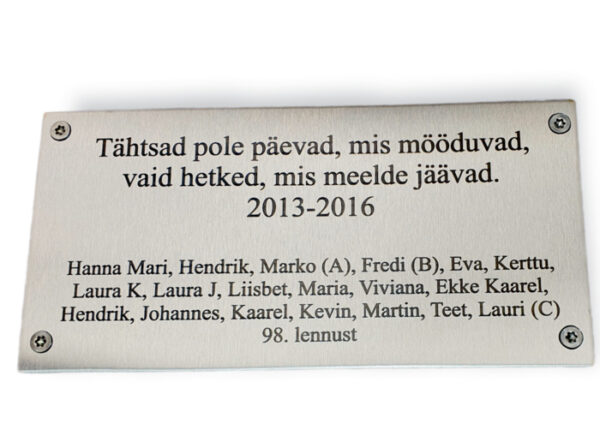 Tähtsad pole päevad, mis mööduvad,
vaid hetked, mis meelde jäävad.
2013-2016
Hanna Mari, Hendrik, Marko (A), Fredi (B), Eva, Kerttu,
Laura K, Laura J, Liisbet, Maria, Viviana, Ekke Kaarel,
Hendrik, Johannes, Kaarel, Kevin, Martin, Teet, Lauri (C)
98. lennust